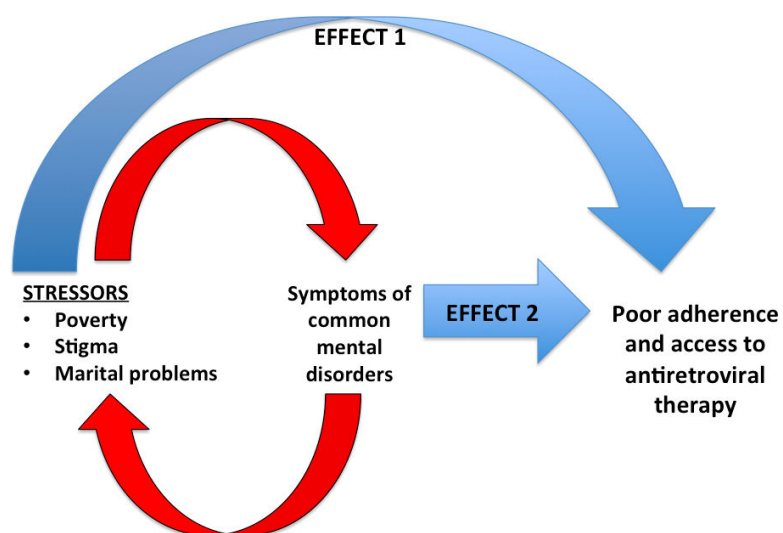 EFFECT 1
STRESSORS
• Poverty
• Stigma
• Marital problems
Symptoms of
common
mental
disorders
EFFECT 2
Poor adherence
and access to
antiretroviral
therapy